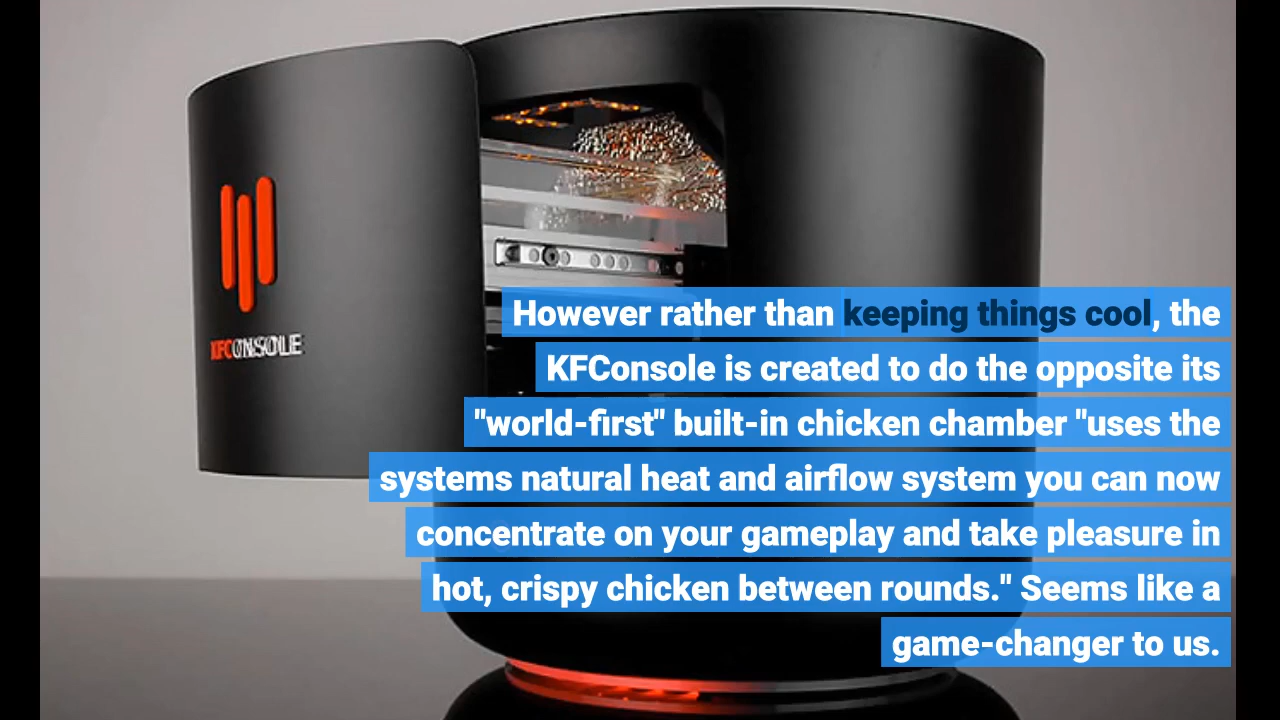 KFCONSOLE
However rather than keeping things cool, the
KFConsole is created to do the opposite its
"world-first" built-in chicken chamber "uses the
systems natural heat and airflow system you can now
concentrate on your gameplay and take pleasure in
hot, crispy chicken between rounds." Seems like a
game-changer to us.